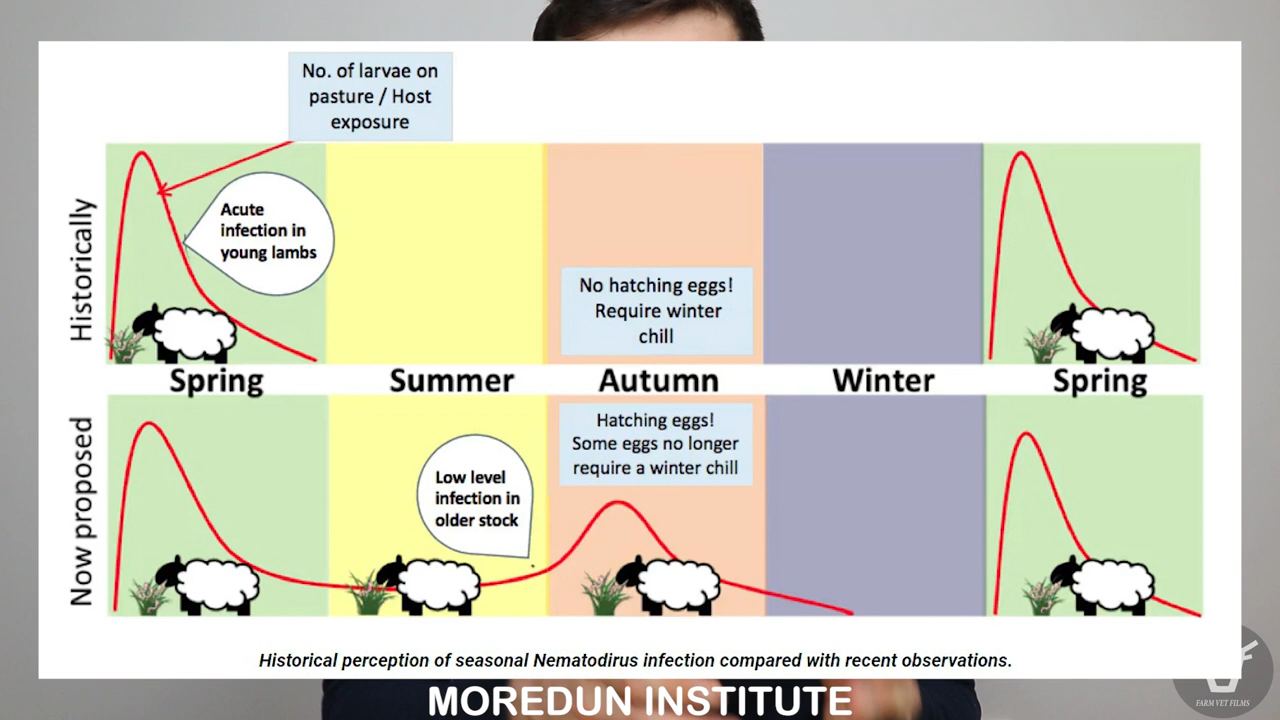 No. of larvae on
pasture / Host
exposure
Historically
Acute
infection in
young lambs
No hatching eggs!
Require winter
chill
Spring
Summer
Autumn
Winter
Spring
Now proposed
Low level
infection in
older stock
Hatching eggs!
Some eggs no longer
require a winter chill
Historical perception of seasonal Nematodirus infection compared with recent observations.
MOREDUN INSTITUTE
FARM VET FILMS